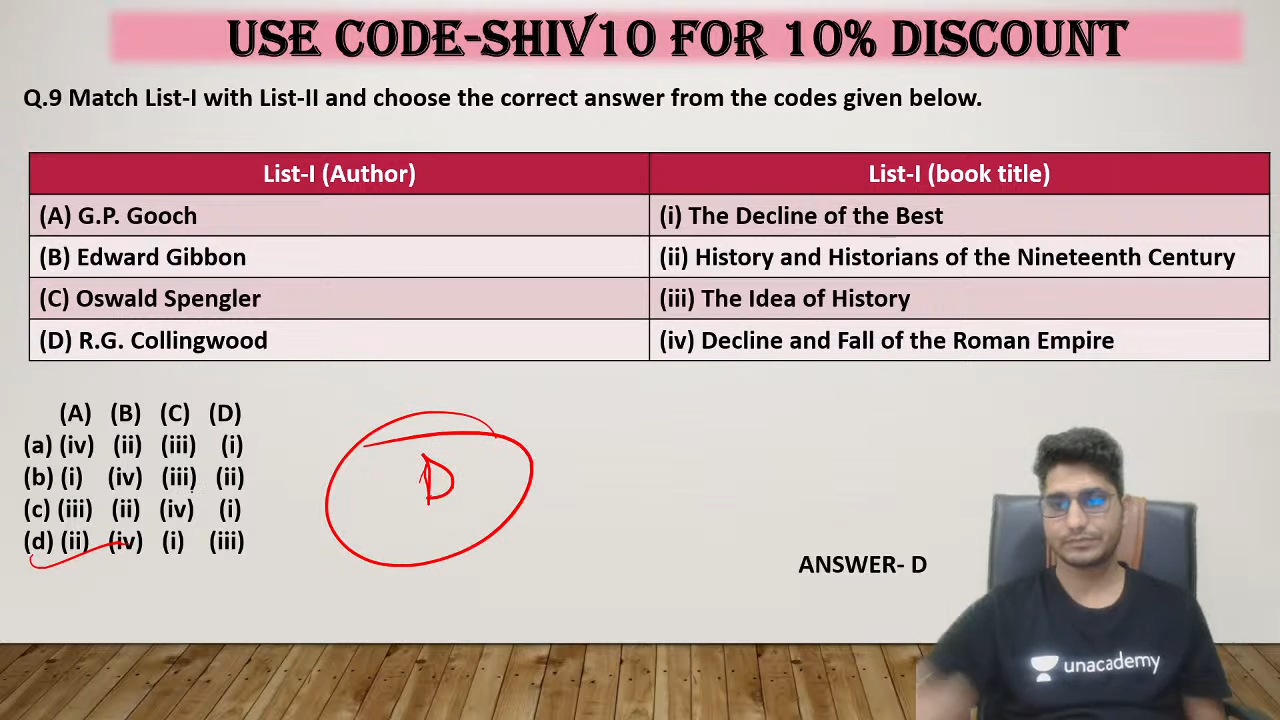 USE CODE-SHIV10 FOR 10% DISCOUNT
Q.9 Match List-I with List-II and choose the correct answer from the codes given below.
List-I (Author) List-I (book title)
(A) G.P. Gooch (i) The Decline of the Best
(B) Edward Gibbon (ii) History and Historians of the Nineteenth Century
(C) Oswald Spengler (iii) The Idea of History
(D) R.G. Collingwood (iv) Decline and Fall of the Roman Empire
(A) (B) (C) (D)
(a) (iv) (ii) (iii) (i)
(b) (i) (iv) (iii) (ii)
(c) (iii) (ii) (iv) (i)
(d) (ii) (iv) (i) (iii)
D
ANSWER- D
unacademy